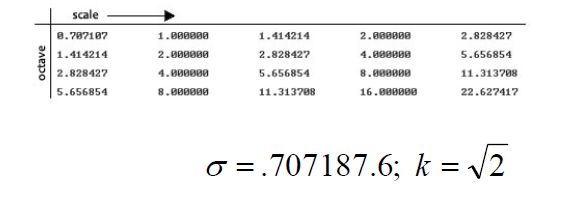 scale
octave
0.707107 1.000000 1.414214 2.000000 2.828427
1.414214 2.000000 2.828427 4.000000 5.656854
2.828427 4.000000 5.656854 8.000000 11.313708
5.656854 8.000000 11.313708 16.000000 22.627417
σ = .707187.6; k = √2